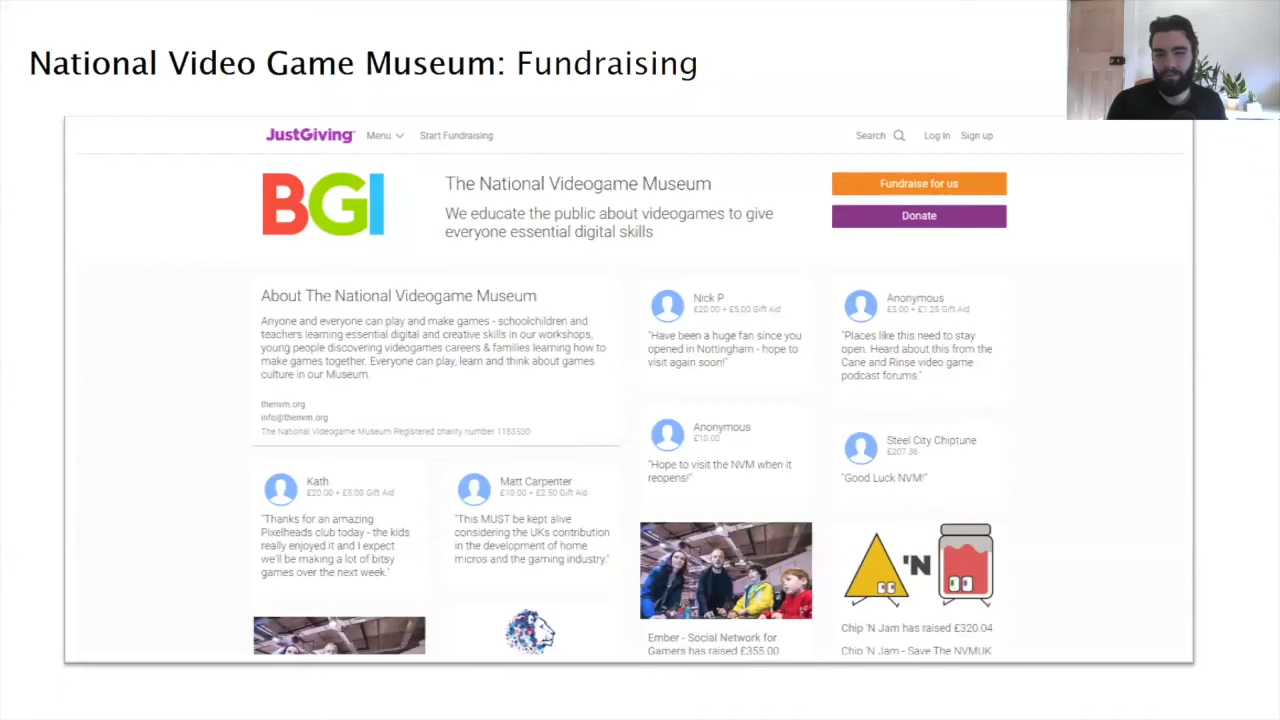 National Video Game Museum: Fundraising
JustGiving
Menu
Start Fundraising
Search
Log In
Sign up
BGI
The National Videogame Museum
We educate the public about videogames to give
everyone essential digital skills
Fundraise for us
Donate
About The National Videogame Museum
Anyone and everyone can play and make games - schoolchildren and
teachers learning essential digital and creative skills in our workshops,
young people discovering videogames careers & families learning how to
make games together. Everyone can play, learn and think about games
culture in our Museum.
thenvm.org
info@thenvm.org
The National Videogame Museum Registered charity number 1183530
Kath
£20.00 + £5.00 Gift Aid
"Thanks for an amazing
Pixelheads club today - the kids
really enjoyed it and I expect
we'll be making a lot of bitsy
games over the next week."
Matt Carpenter
£10.00 + £2.50 Gift Aid
"This MUST be kept alive
considering the UKs contribution
in the development of home
micros and the gaming industry."
Nick P
£20.00 + £5.00 Gift Aid
"Have been a huge fan since you
opened in Nottingham - hope to
visit again soon!"
Anonymous
£10.00
"Hope to visit the NVM when it
reopens!"
Ember - Social Network for
Gamers has raised £355.00
Anonymous
£5.00 + £1.25 Gift Aid
"Places like this need to stay
open. Heard about this from the
Cane and Rinse video game
podcast forums."
Steel City Chiptune
£207.36
"Good Luck NVM!"
'N
Chip 'N Jam has raised £320.04
Chip 'N Jam - Save The NVMUK